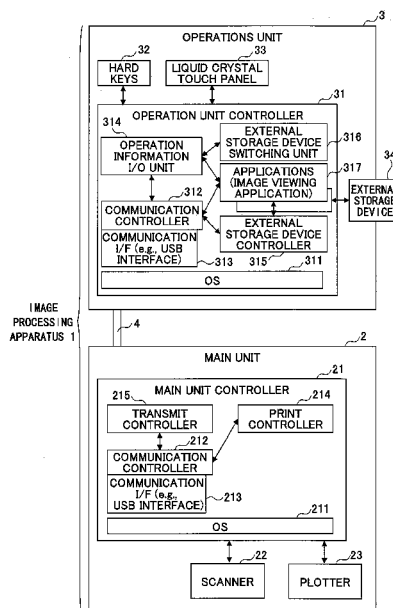 3
OPERATIONS UNIT
32
33
HARD
KEYS
LIQUID CRYSTAL
TOUCH PANEL
31
OPERATION UNIT CONTROLLER
314
OPERATION
INFORMATION
I/O UNIT
EXTERNAL
STORAGE DEVICE
SWITCHING UNIT
316
317
APPLICATIONS
(IMAGE VIEWING
APPLICATION)
34
EXTERNAL
STORAGE
DEVICE
312
COMMUNICATION
CONTROLLER
COMMUNICATION
I/F (e.g., USB
INTERFACE)
313
EXTERNAL
STORAGE DEVICE
CONTROLLER
315
311
OS
IMAGE
PROCESSING
APPARATUS 1
4
2
MAIN UNIT
21
MAIN UNIT CONTROLLER
215
214
TRANSMIT
CONTROLLER
PRINT
CONTROLLER
212
COMMUNICATION
CONTROLLER
COMMUNICATION
I/F (e.g.,
USB INTERFACE)
213
211
OS
22
23
SCANNER
PLOTTER